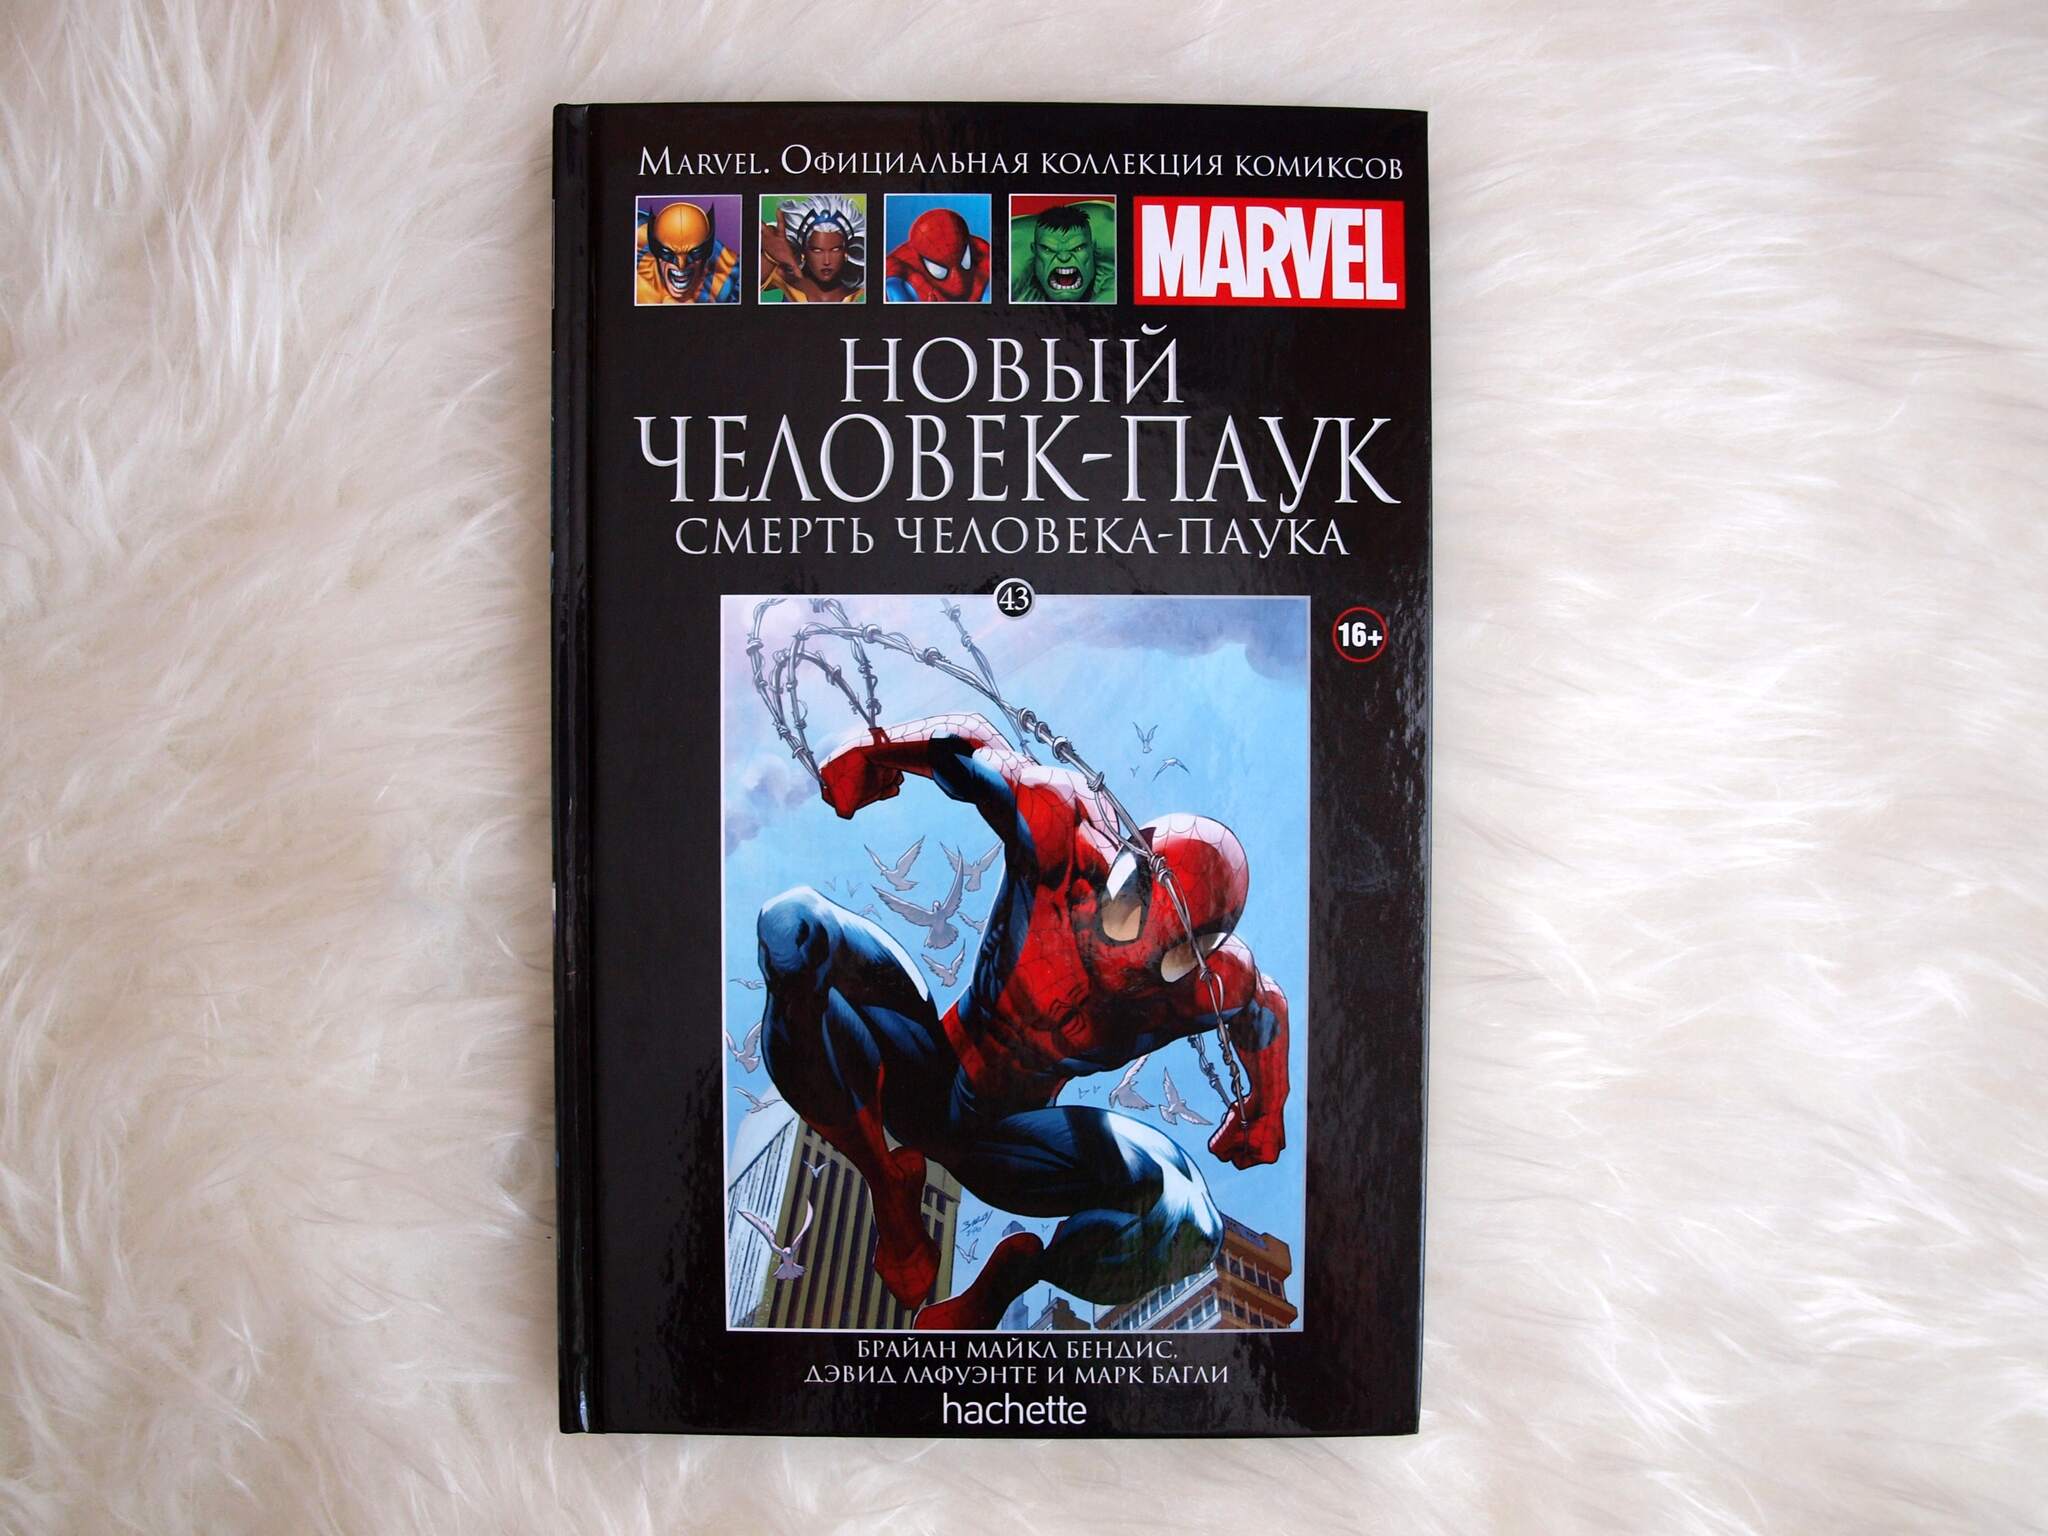 Marvel. Официальная коллекция комиксов
MARVEL
НОВЫЙ
ЧЕЛОВЕК-ПАУК
СМЕРТЬ ЧЕЛОВЕКА-ПАУКА
43
16+
БРАЙАН МАЙКЛ БЕНДИС,
ДЭВИД ЛАФУЭНТЕ И МАРК БАГЛИ
hachette